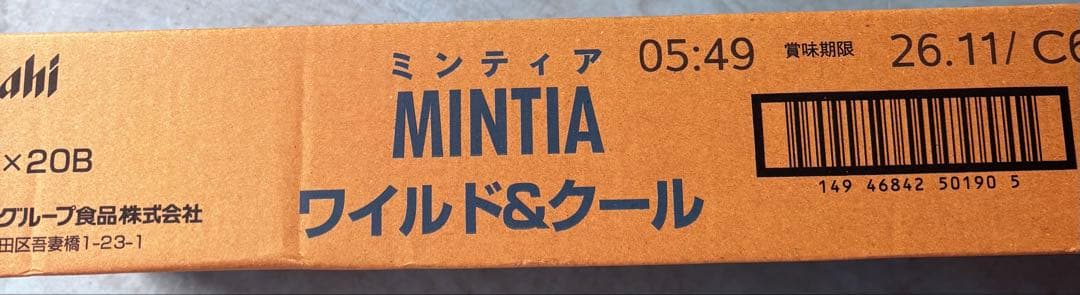 ahi
×20B
グループ食品株式会社
田区吾妻橋1-23-1
ミンティア
MINTIA
ワイルド&クール
05:49 賞味期限 26.11/ C6
149 46842 50190 5